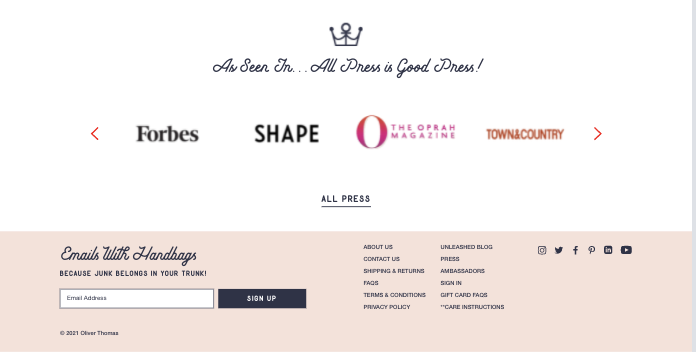 As Seen In...All Press is Good Press!
Forbes
SHAPE
O THE OPRAH
MAGAZINE
TOWN&COUNTRY
ALL PRESS
Emails With Handbags
BECAUSE JUNK BELONGS IN YOUR TRUNK!
Email Address
SIGN UP
© 2021 Oliver Thomas
ABOUT US
CONTACT US
SHIPPING & RETURNS
FAQS
TERMS & CONDITIONS
PRIVACY POLICY
UNLEASHED BLOG
PRESS
AMBASSADORS
SIGN IN
GIFT CARD FAQS
**CARE INSTRUCTIONS